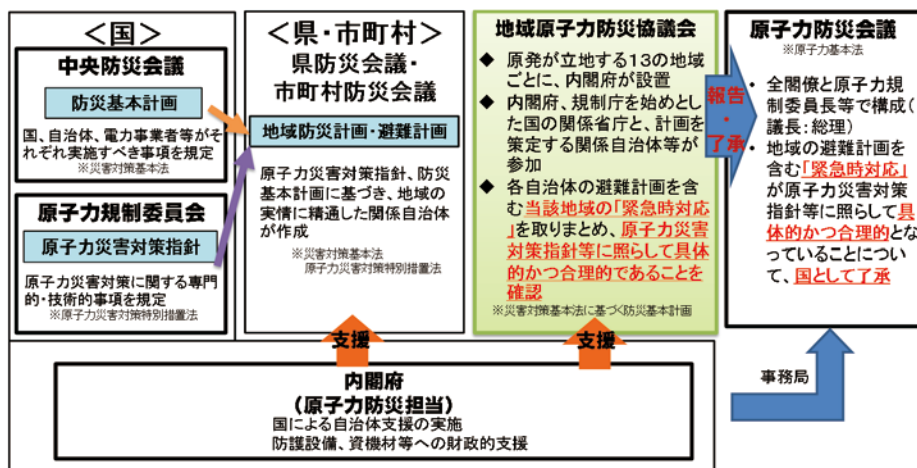 <国>
中央防災会議
防災基本計画
国、自治体、電力事業者等がそ
れぞれ実施すべき事項を規定
※災害対策基本法
原子力規制委員会
原子力災害対策指針
原子力災害対策に関する専門
的・技術的事項を規定
※原子力災害対策特別措置法
<県・市町村>
県防災会議・
市町村防災会議
地域防災計画・避難計画
原子力災害対策指針、防災
基本計画に基づき、地域の
実情に精通した関係自治体
が作成
※災害対策基本法
原子力災害対策特別措置法
地域原子力防災協議会
◆ 原発が立地する13の地域
ごとに、内閣府が設置
◆ 内閣府、規制庁を始めとし
た国の関係省庁と、計画を
策定する関係自治体等が
参加
◆ 各自治体の避難計画を含
む当該地域の「緊急時対応
」を取りまとめ、原子力災害
対策指針等に照らして具体
的かつ合理的であることを
確認
※災害対策基本法に基づく防災基本計画
報告
・
了承
原子力防災会議
※原子力基本法
・ 全閣僚と原子力規
制委員長等で構成(
議長:総理)
・ 地域の避難計画を
含む「緊急時対応」
が原子力災害対策
指針等に照らして具
体的かつ合理的とな
っていることについ
て、国として了承
支援
支援
内閣府
(原子力防災担当)
国による自治体支援の実施
防護設備、資機材等への財政的支援
事務局